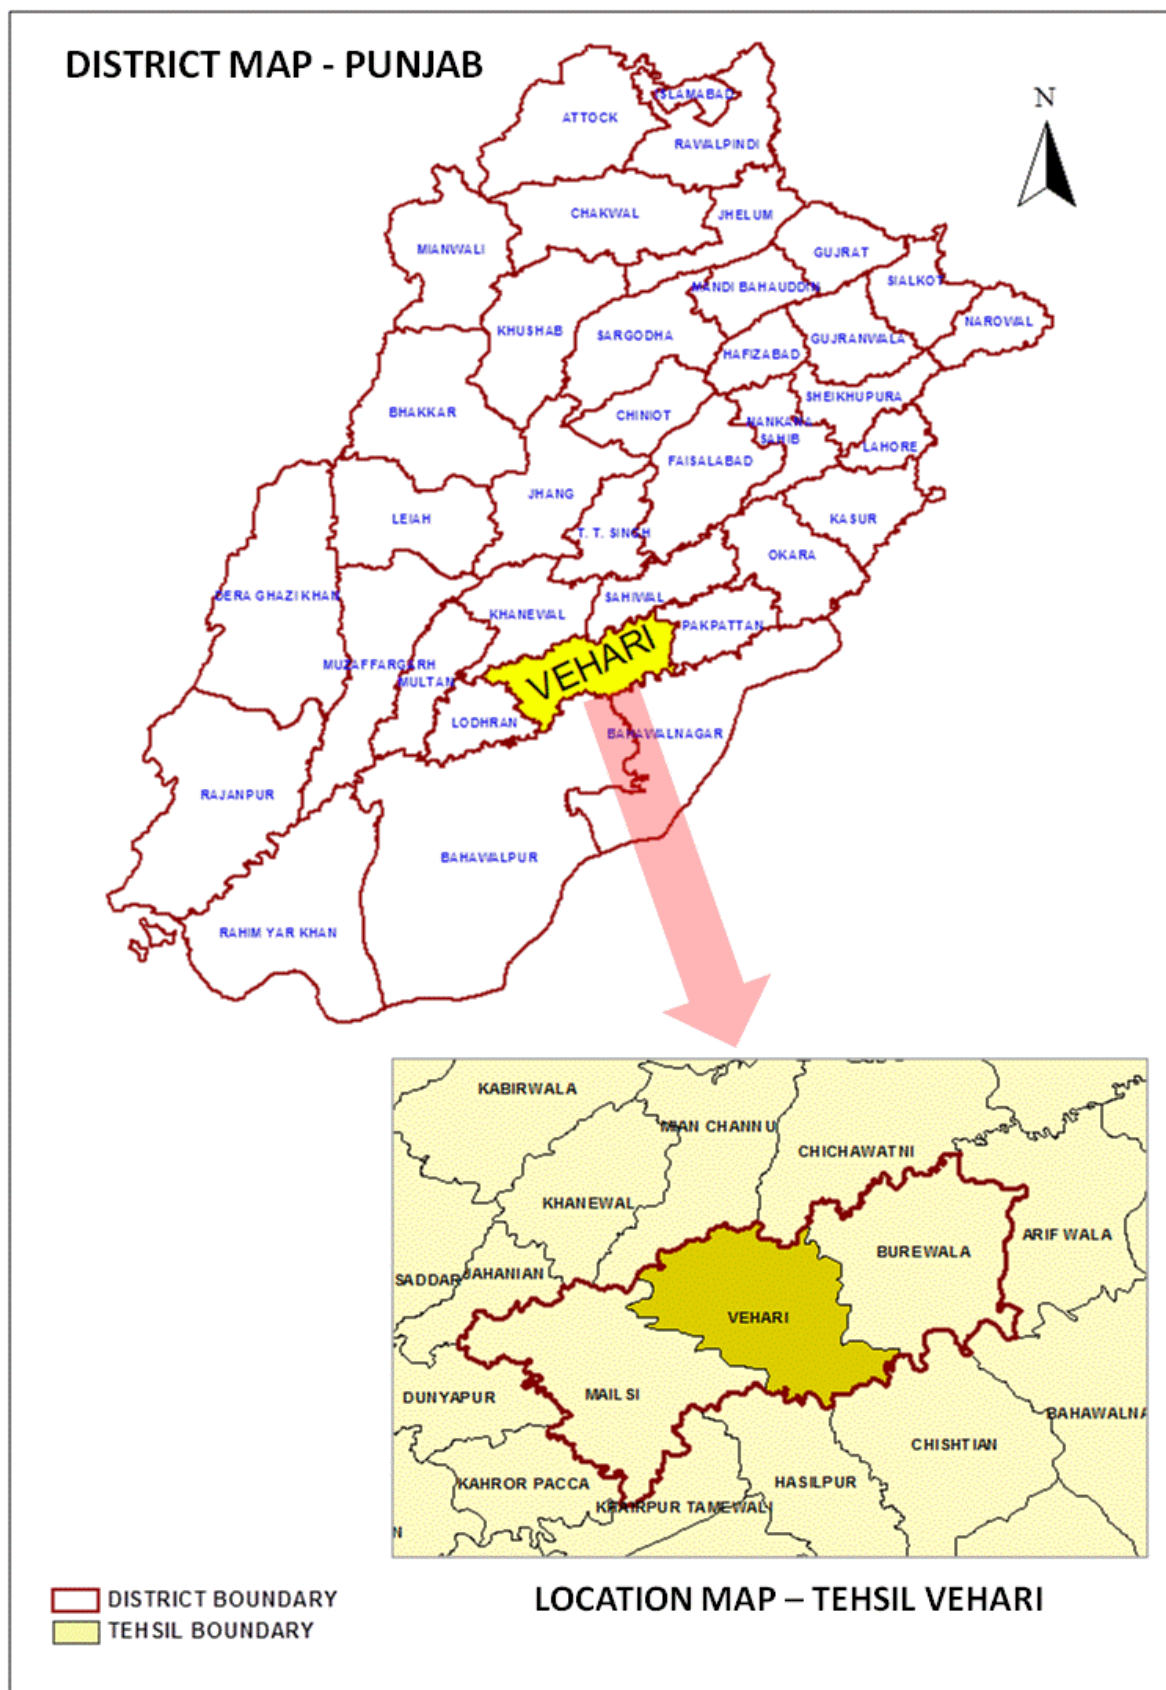 DISTRICT MAP - PUNJAB
N
ISLAMABAD
ATTOCK
RAWALPINDI
CHAKWAL
JHELUM
MIANWALI
GUJRAT
MANDI BAHAUDDIN
SIALKOT
KHUSHAB
SARGODHA
GUJRANWALA
NAROWAL
HAFIZABAD
SHEIKHUPURA
BHAKKAR
CHINIOT
NANKANA
SAHIB
LAHORE
FAISALABAD
JHANG
LEIAH
T. T. SINGH
KASUR
OKARA
DERA GHAZI KHAN
SAHIWAL
KHANEWAL
PAKPATTAN
VEHARI
MUZAFFARGERH
MULTAN
LODHRAN
BAHAWALNAGAR
RAJANPUR
BAHAWALPUR
RAHIM YAR KHAN
KABIRWALA
MIAN CHANNU
CHICHAWATNI
KHANEWAL
ARIF WALA
BUREWALA
SADDAR
JAHANIAN
VEHARI
DUNYAPUR
MAILSI
BAHAWALNA
CHISHTIAN
KAHROR PACCA
HASILPUR
KHAIRPUR TAMEWALI
N
DISTRICT BOUNDARY
TEHSIL BOUNDARY
LOCATION MAP – TEHSIL VEHARI